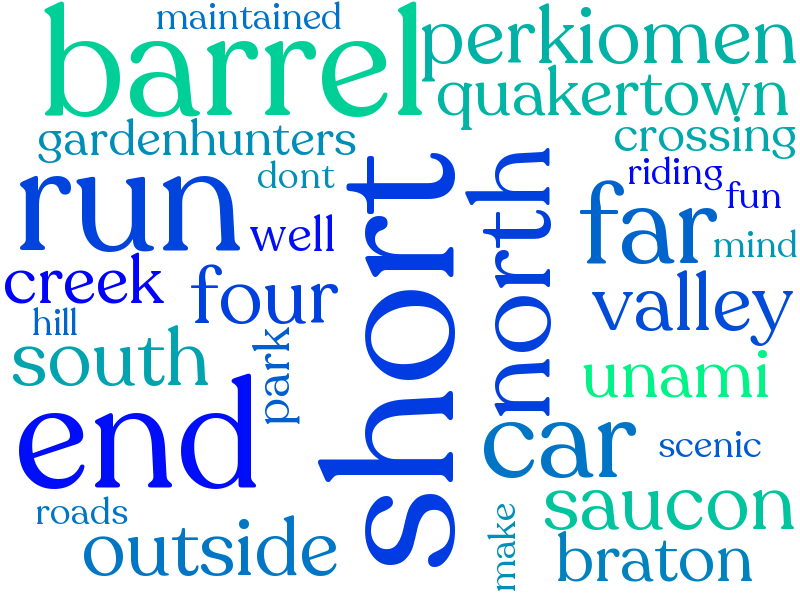 maintained
barrel
perkiomen
quakertown
gardenhunters
crossing
dont
short
north
riding
fun
run
well
far
mind
creek
four
valley
hill
south
park
unami
end
car
scenic
roads
outside
make
saucon
braton